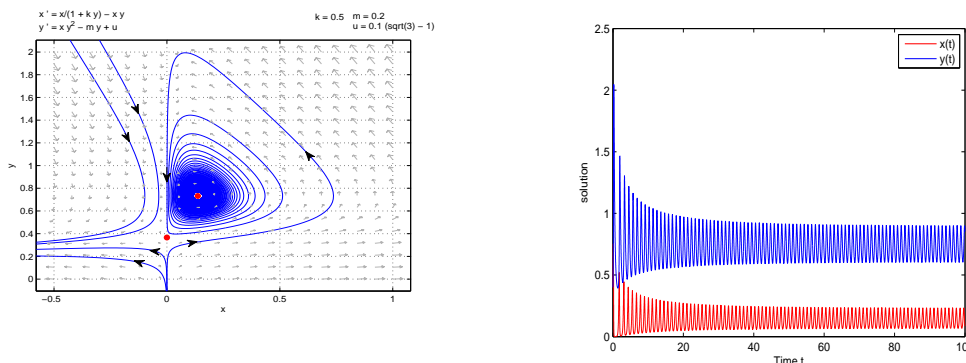 x ' = x/(1 + k y) − x y
y ' = x y² − m y + u
k = 0.5
m = 0.2
u = 0.1 (sqrt(3) − 1)
2
1.8
1.6
1.4
1.2
1
0.8
0.6
0.4
0.2
0
y
−0.5
0
0.5
1
x
2.5
2
1.5
1
0.5
0
solution
x(t)
y(t)
0
20
40
60
80
100
Time t